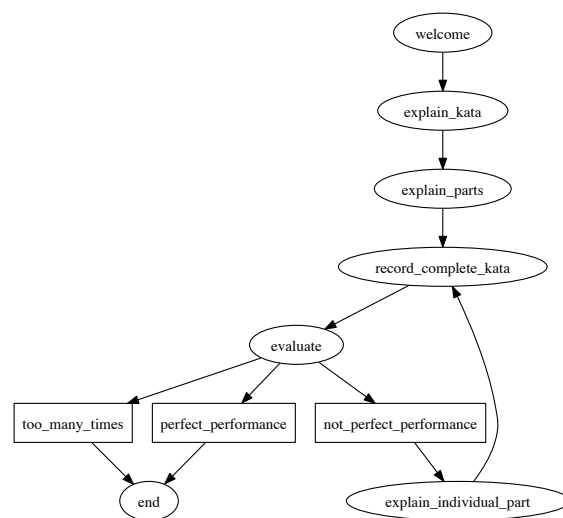 welcome
explain_kata
explain_parts
record_complete_kata
evaluate
too_many_times
perfect_performance
not_perfect_performance
end
explain_individual_part